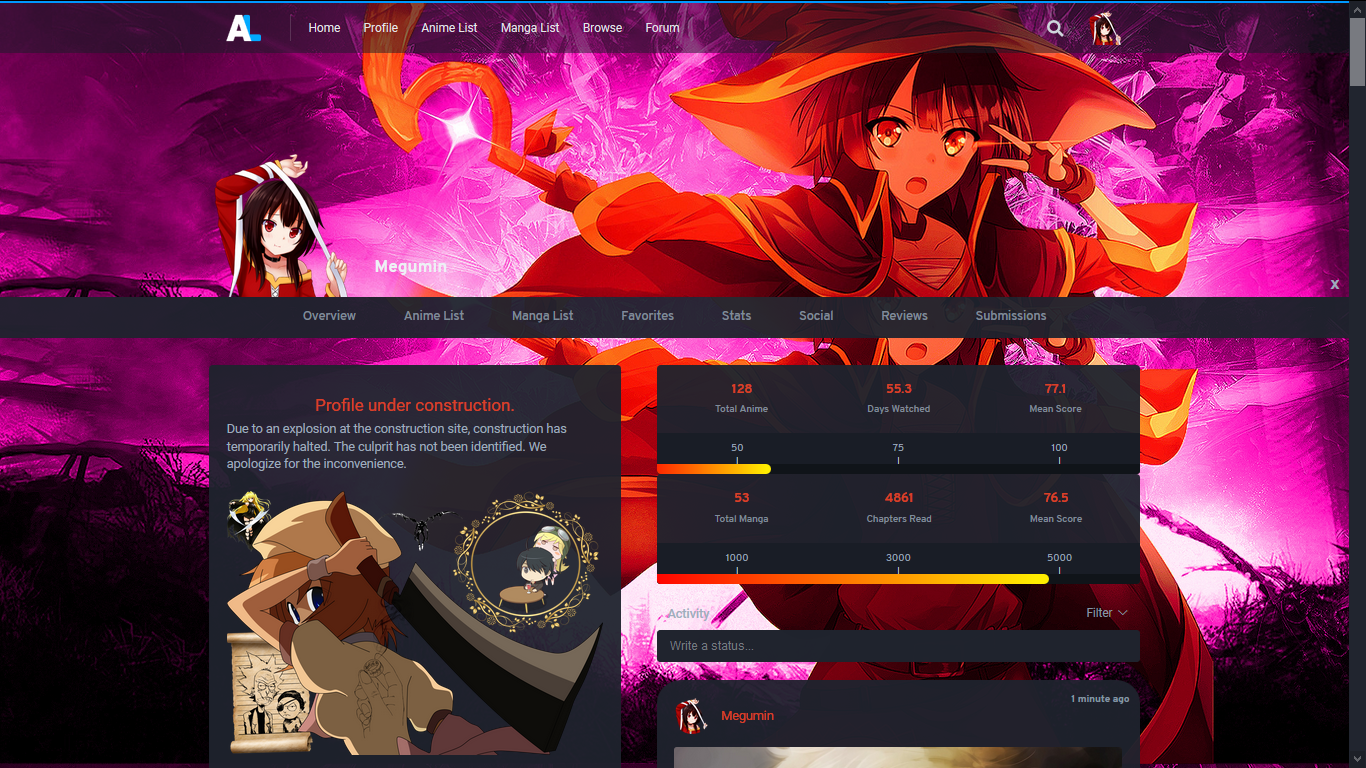 AL
Home Profile Anime List Manga List Browse Forum
Megumin
x
Overview Anime List Manga List Favorites Stats Social Reviews Submissions
Profile under construction.
Due to an explosion at the construction site, construction has
temporarily halted. The culprit has not been identified. We
apologize for the inconvenience.
128 55.3 77.1
Total Anime Days Watched Mean Score
50 75 100
53 4861 76.5
Total Manga Chapters Read Mean Score
1000 3000 5000
Activity Filter
Write a status...
1 minute ago
Megumin